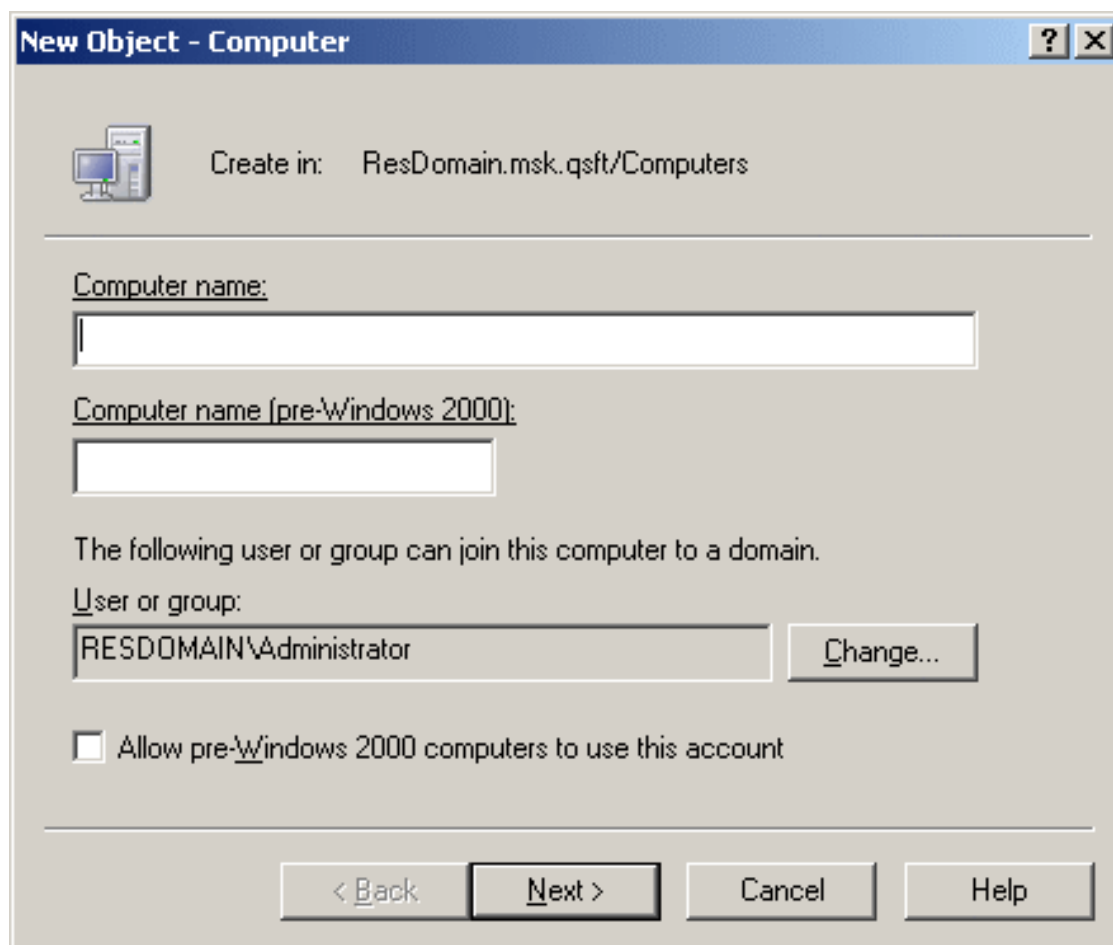 New Object - Computer
Create in: ResDomain.msk.qsft/Computers
Computer name:
Computer name (pre-Windows 2000):
The following user or group can join this computer to a domain.
User or group:
RESDOMAIN\Administrator
Change...
Allow pre-Windows 2000 computers to use this account
< Back Next > Cancel Help